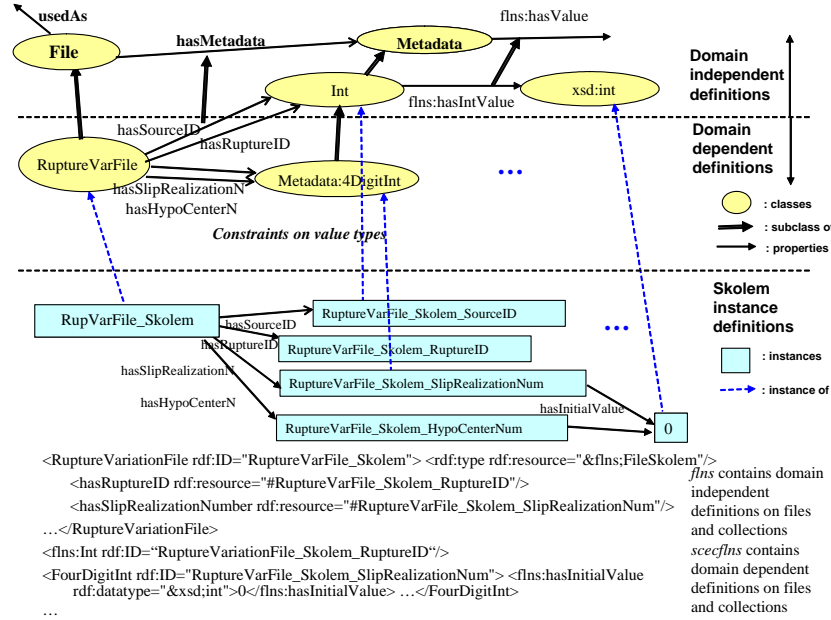 usedAs
flns:hasValue
File
hasMetadata
Metadata
Domain
independent
definitions
Int
flns:hasIntValue
xsd:int
hasSourceID
hasRuptureID
Domain
dependent
definitions
RuptureVarFile
Metadata:4DigitInt
...
hasSlipRealizationN
hasHypoCenterN
: classes
: subclass of
: properties
Constraints on value types
Skolem
instance
definitions
RupVarFile_Skolem
hasSourceID
RuptureVarFile_Skolem_SourceID
...
hasRuptureID
RuptureVarFile_Skolem_RuptureID
: instances
hasSlipRealizationN
RuptureVarFile_Skolem_SlipRealizationNum
: instance of
hasHypoCenterN
hasInitialValue
RuptureVarFile_Skolem_HypoCenterNum
0
<RuptureVariationFile rdf:ID="RuptureVarFile_Skolem"> <rdf:type rdf:resource="&flns;FileSkolem"/>
<hasRuptureID rdf:resource="#RuptureVarFile_Skolem_RuptureID"/>
<hasSlipRealizationNumber rdf:resource="#RuptureVarFile_Skolem_SlipRealizationNum"/>
…</RuptureVariationFile>
<flns:Int rdf:ID=“RuptureVariationFile_Skolem_RuptureID“/>
<FourDigitInt rdf:ID="RuptureVarFile_Skolem_SlipRealizationNum"> <flns:hasInitialValue
rdf:datatype="&xsd;int">0</flns:hasInitialValue> …</FourDigitInt>
…
flns contains domain
independent
definitions on files
and collections
scecflns contains
domain dependent
definitions on files
and collections